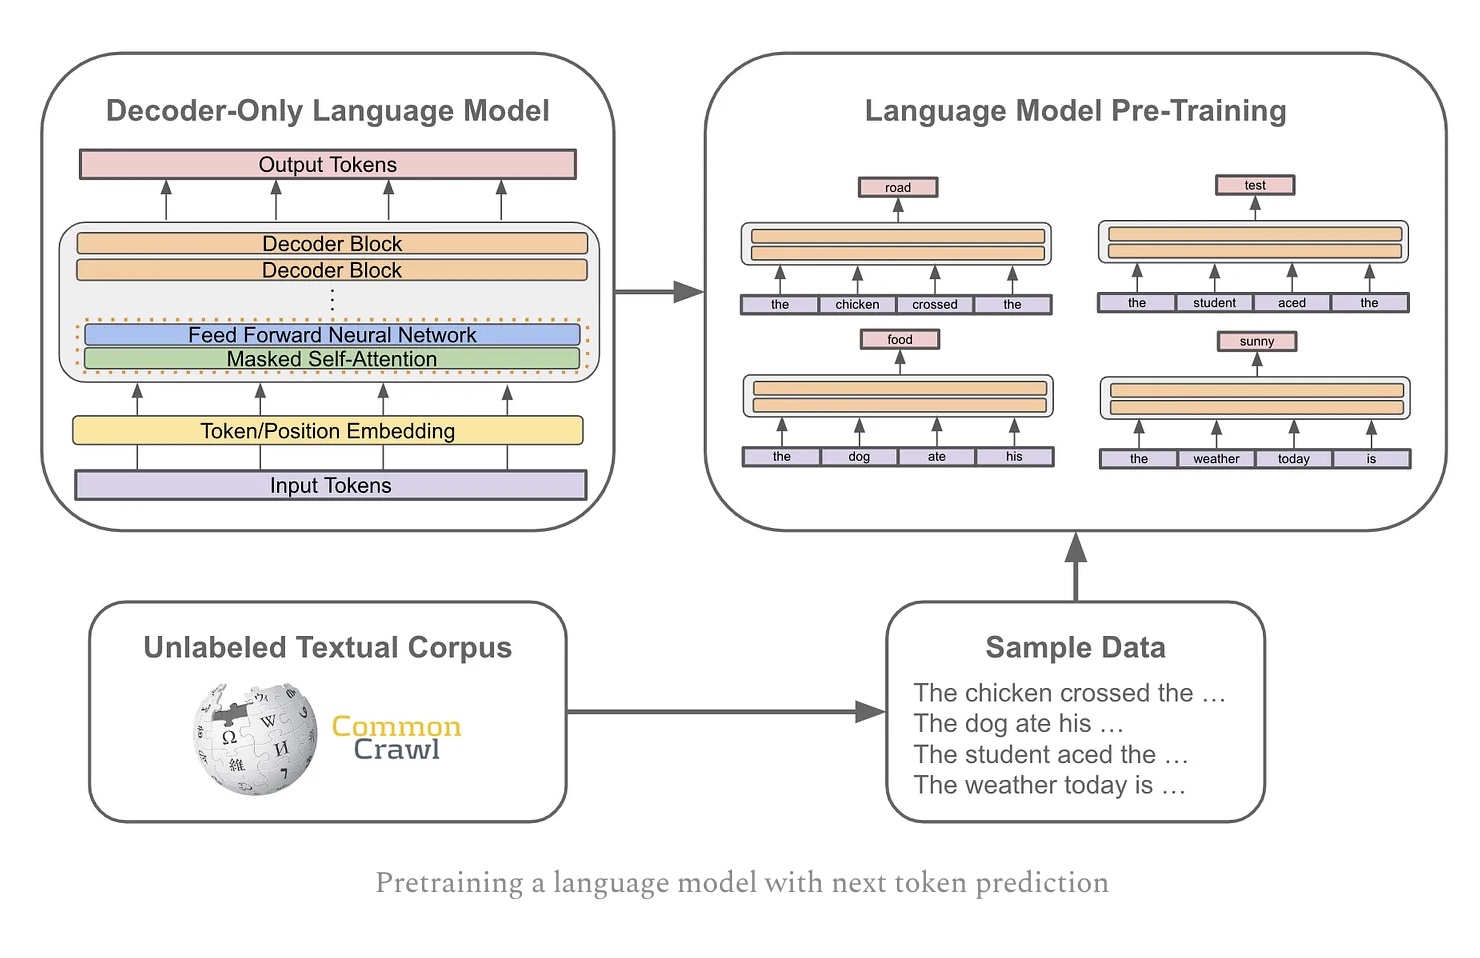 Decoder-Only Language Model
Output Tokens
Decoder Block
Decoder Block
Feed Forward Neural Network
Masked Self-Attention
Token/Position Embedding
Input Tokens
Language Model Pre-Training
road
the chicken crossed the
test
the student aced the
food
the dog ate his
sunny
the weather today is
Unlabeled Textual Corpus
Ω W И 維
Common
Crawl
Sample Data
The chicken crossed the …
The dog ate his …
The student aced the …
The weather today is …
Pretraining a language model with next token prediction